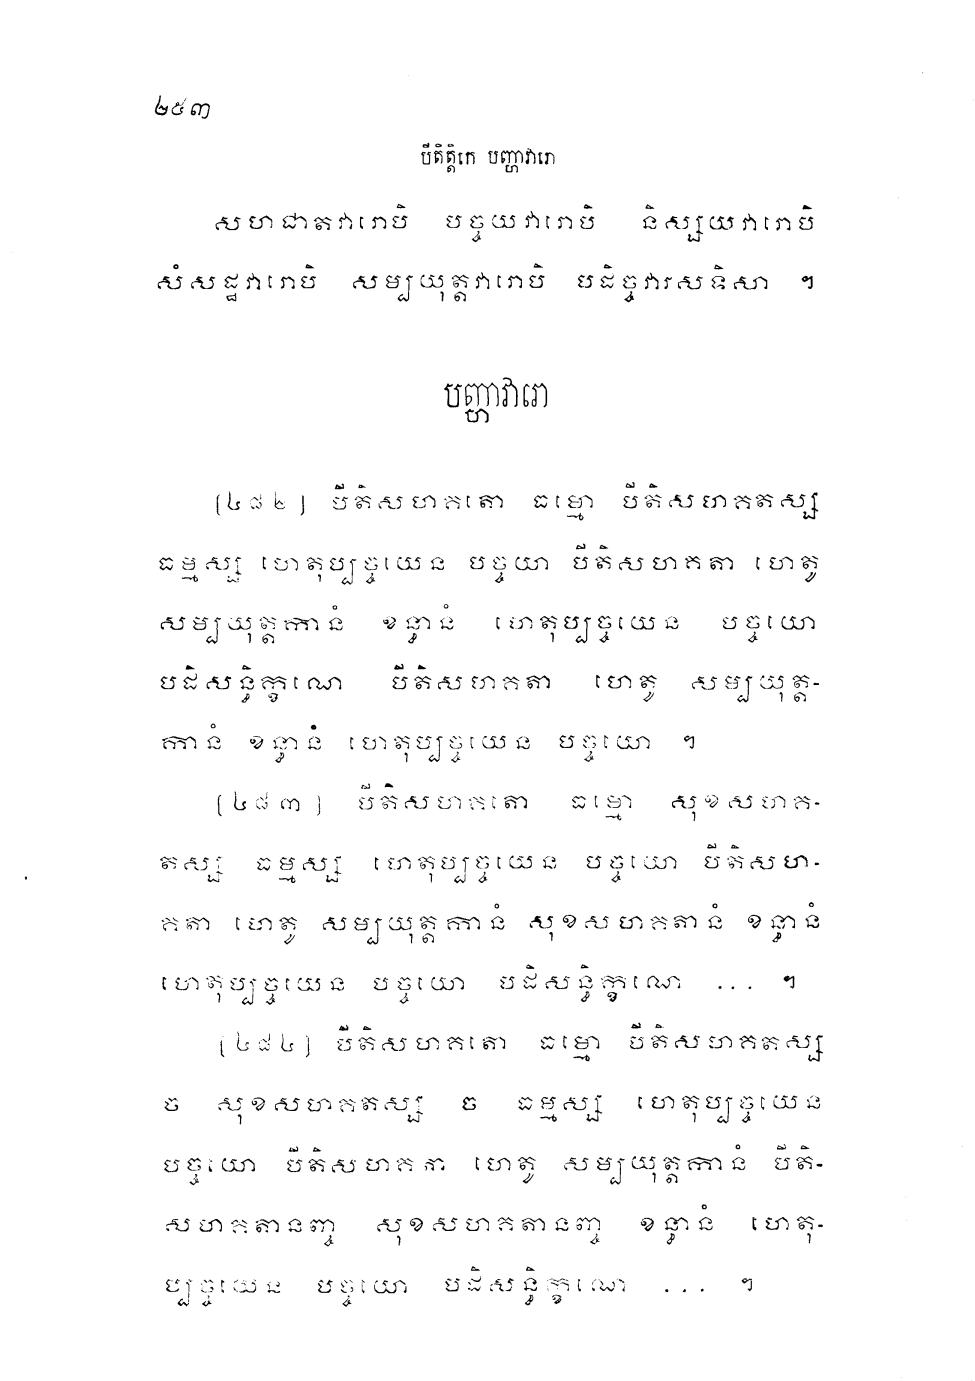 ២៥៣
បីតិត្តិកេ បញ្ហាវារោ
សហជាតវារោបិ បច្ចយវារោបិ និស្សយវារោបិ
សំសដ្ឋវារោបិ សម្បយុត្តវារោបិ បដិច្ចវារសទិសា ។
បញ្ហាវារោ
(៤៨២) បីតិសហកតោ ធម្មោ បីតិសហកតស្ស
ធម្មស្ស ហេតុប្បច្ចយេន បច្ចយោ បីតិសហកតា ហេតូ
សម្បយុត្តកានំ ខន្ធានំ ហេតុប្បច្ចយេន បច្ចយោ
បដិសន្ធិក្ខណេ បីតិសហកតា ហេតូ សម្បយុត្ត-
កានំ ខន្ធានំ ហេតុប្បច្ចយេន បច្ចយោ ។
(៤៨៣) បីតិសហកតោ ធម្មោ សុខសហក-
តស្ស ធម្មស្ស ហេតុប្បច្ចយេន បច្ចយោ បីតិសហ-
កតា ហេតូ សម្បយុត្តកានំ សុខសហកតានំ ខន្ធានំ
ហេតុប្បច្ចយេន បច្ចយោ បដិសន្ធិក្ខណេ ... ។
(៤៨៤) បីតិសហកតោ ធម្មោ បីតិសហកតស្ស
ច សុខសហកតស្ស ច ធម្មស្ស ហេតុប្បច្ចយេន
បច្ចយោ បីតិសហកតា ហេតូ សម្បយុត្តកានំ បីតិ-
សហកតានញ្ច សុខសហកតានញ្ច ខន្ធានំ ហេតុ-
ប្បច្ចយេន បច្ចយោ បដិសន្ធិក្ខណេ ... ។